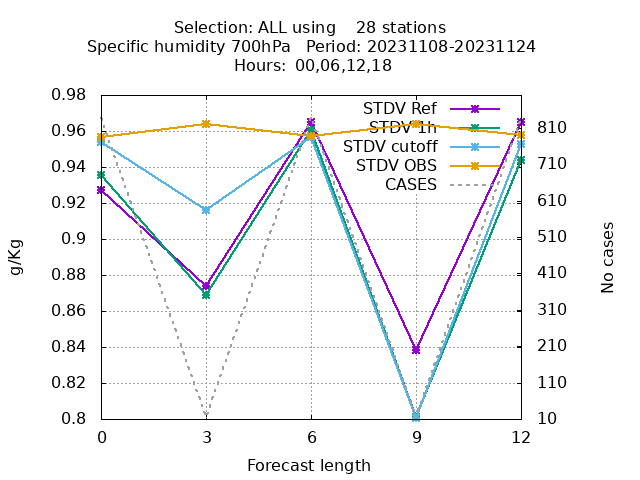 Selection: ALL using    28 stations
Specific humidity 700hPa   Period: 20231108-20231124
Hours: 00,06,12,18
STDV Ref
STDV 1h
STDV cutoff
STDV OBS
CASES
0.98
0.96
0.94
0.92
0.9
0.88
0.86
0.84
0.82
0.8
g/Kg
810
710
610
510
410
310
210
110
10
No cases
0 3 6 9 12
Forecast length